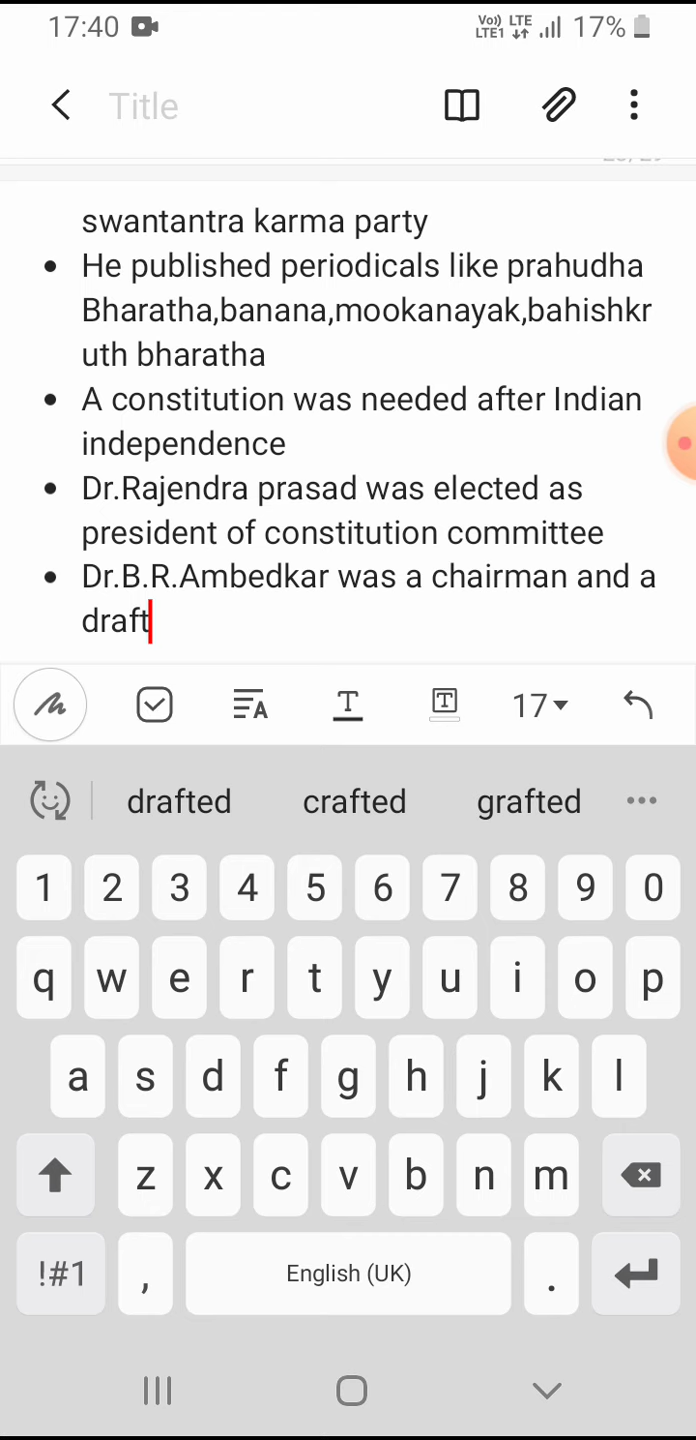 17:40 Vo)) LTE LTE1 17%
Title
swantantra karma party
• He published periodicals like prahudha
Bharatha,banana,mookanayak,bahishkr
uth bharatha
• A constitution was needed after Indian
independence
• Dr.Rajendra prasad was elected as
president of constitution committee
• Dr.B.R.Ambedkar was a chairman and a
draft
A T T 17
drafted crafted grafted
1 2 3 4 5 6 7 8 9 0
q w e r t y u i o p
a s d f g h j k l
z x c v b n m
!#1 , English (UK) .